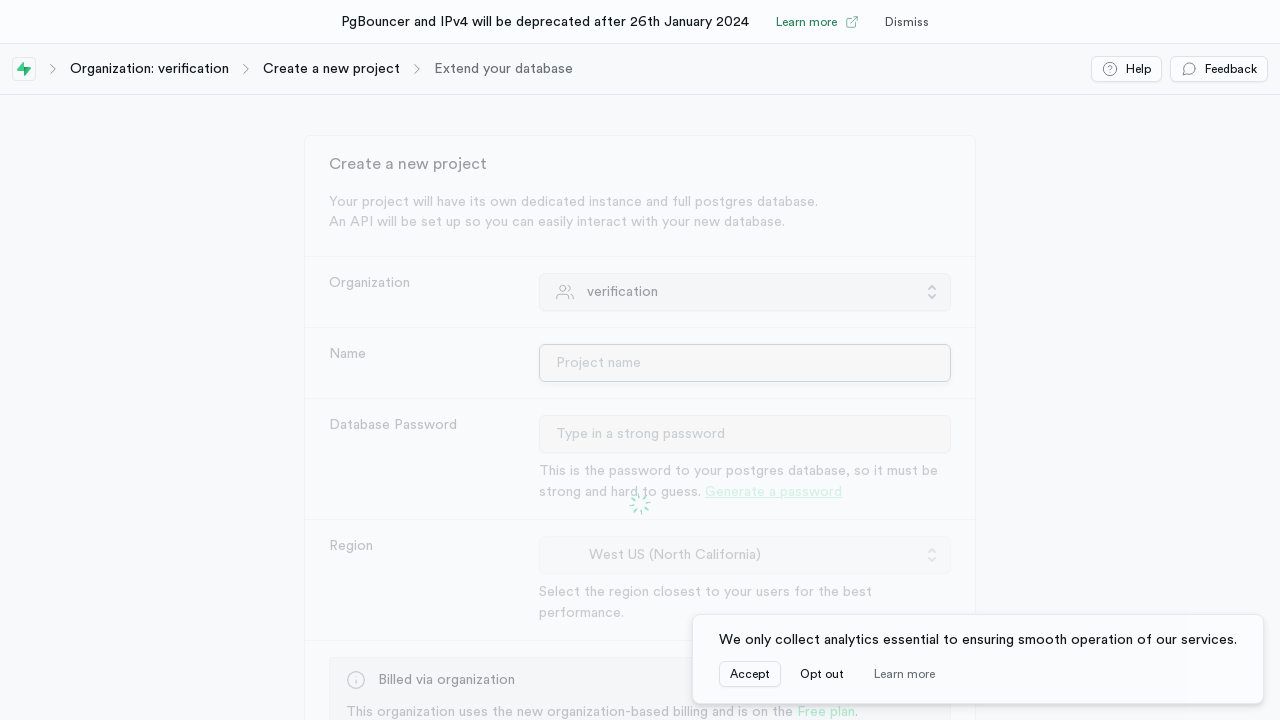 PgBouncer and IPv4 will be deprecated after 26th January 2024 Learn more Dismiss
Organization: verification Create a new project Extend your database Help Feedback
Create a new project
Your project will have its own dedicated instance and full postgres database.
An API will be set up so you can easily interact with your new database.
Organization verification
Name Project name
Database Password Type in a strong password
This is the password to your postgres database, so it must be
strong and hard to guess. Generate a password
Region West US (North California)
Select the region closest to your users for the best
performance.
We only collect analytics essential to ensuring smooth operation of our services.
Accept Opt out Learn more
Billed via organization
This organization uses the new organization-based billing and is on the Free plan.